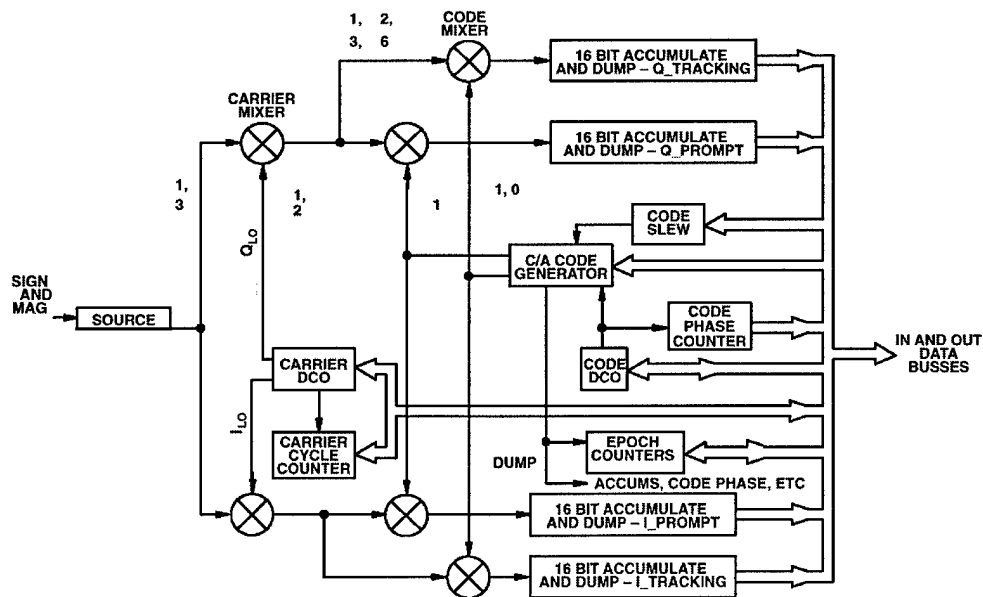 1, 2,
3, 6
CODE
MIXER
16 BIT ACCUMULATE
AND DUMP – Q_TRACKING
CARRIER
MIXER
16 BIT ACCUMULATE
AND DUMP – Q_PROMPT
1,
3
1,
2
1
1, 0
CODE
SLEW
QLO
C/A CODE
GENERATOR
SIGN
AND
MAG
SOURCE
CODE
PHASE
COUNTER
IN AND OUT
DATA
BUSSES
CARRIER
DCO
CODE
DCO
ILO
CARRIER
CYCLE
COUNTER
EPOCH
COUNTERS
DUMP
ACCUMS, CODE PHASE, ETC
16 BIT ACCUMULATE
AND DUMP – I_PROMPT
16 BIT ACCUMULATE
AND DUMP – I_TRACKING